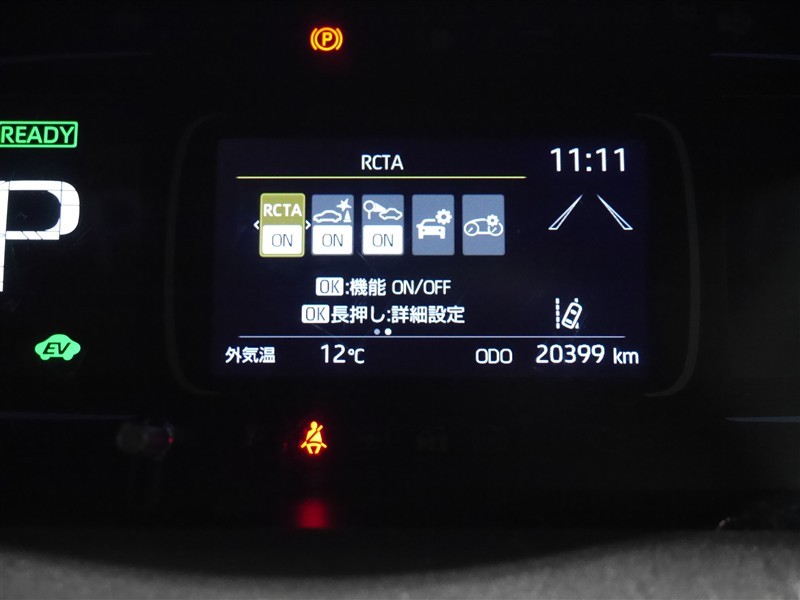 P
READY
RCTA 11:11
P
RCTA
ON ON ON
OK:機能 ON/OFF
OK長押し:詳細設定
EV
外気温 12℃ ODO 20399 km